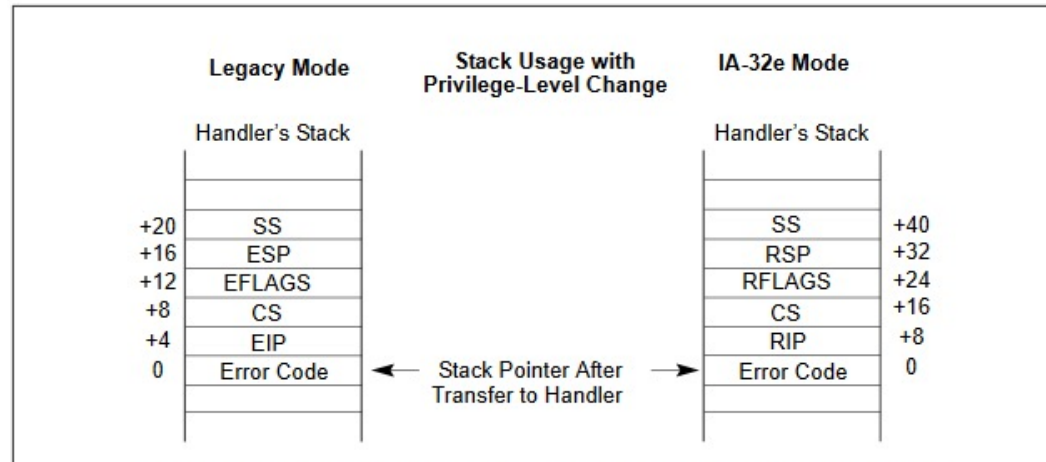 Legacy Mode
Stack Usage with
Privilege-Level Change
IA-32e Mode
Handler’s Stack
Handler’s Stack
+20 SS
+16 ESP
+12 EFLAGS
+8 CS
+4 EIP
0 Error Code
Stack Pointer After
Transfer to Handler
SS +40
RSP +32
RFLAGS +24
CS +16
RIP +8
Error Code 0